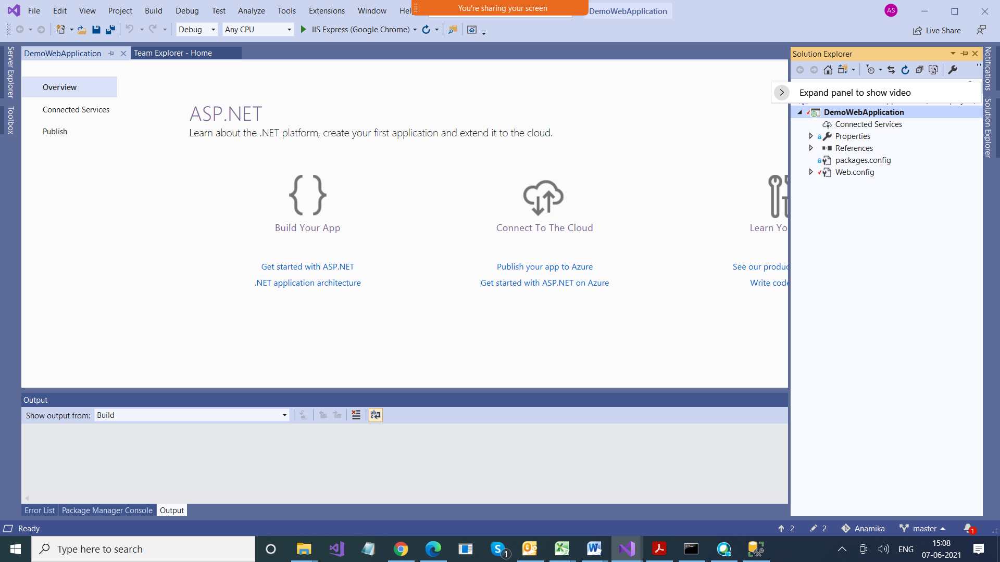 File Edit View Project Build Debug Test Analyze Tools Extensions Window Hel
You're sharing your screen
DemoWebApplication
AS
Debug Any CPU IIS Express (Google Chrome)
Live Share
Server Explorer
Toolbox
DemoWebApplication
Team Explorer - Home
Overview
Connected Services
Publish
ASP.NET
Learn about the .NET platform, create your first application and extend it to the cloud.
Build Your App
Connect To The Cloud
Learn Yo
Get started with ASP.NET
Publish your app to Azure
See our produc
.NET application architecture
Get started with ASP.NET on Azure
Write code
Solution Explorer
Expand panel to show video
DemoWebApplication
Connected Services
Properties
References
packages.config
Web.config
Notifications
Solution Explorer
Output
Show output from: Build
Error List Package Manager Console Output
Ready
2 2 Anamika master 1
Type here to search
1
ENG
15:08
07-06-2021